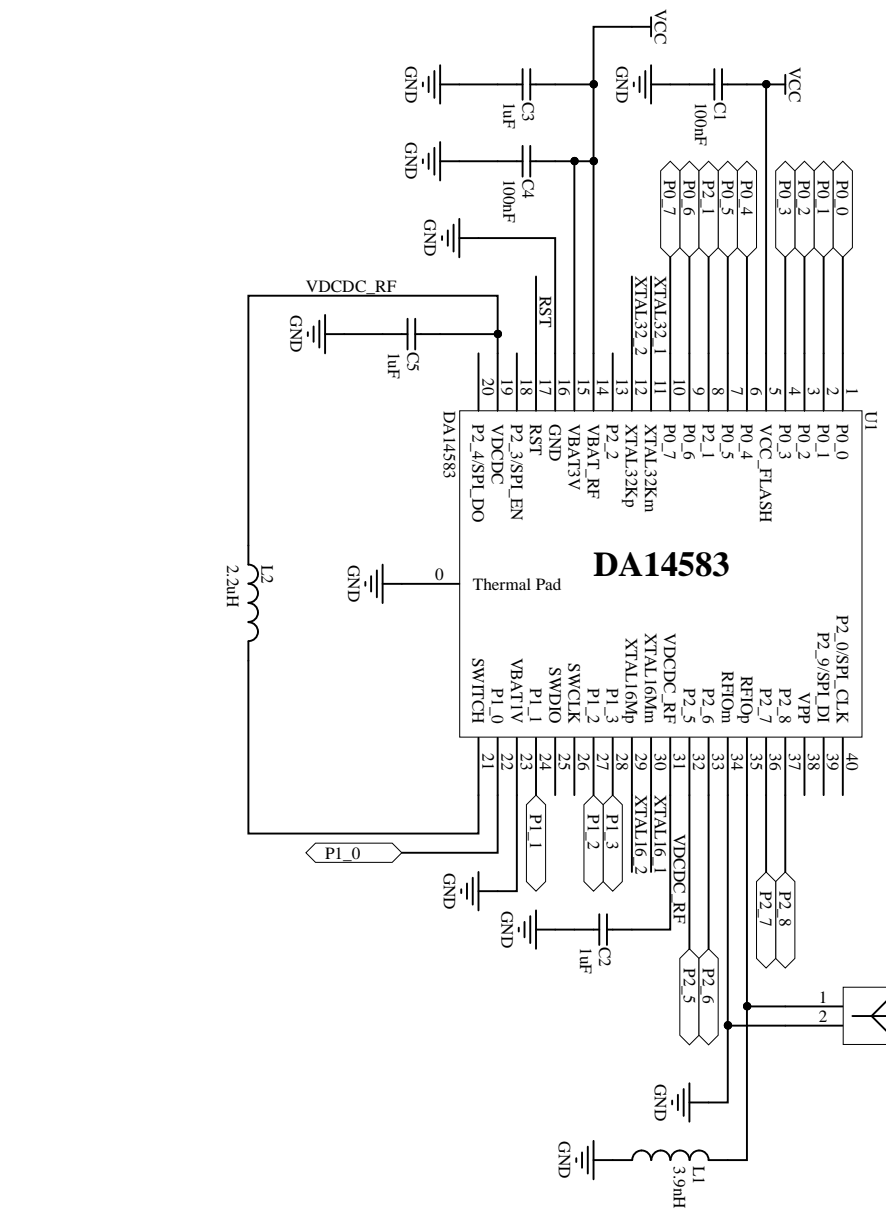 VCC
GND
C3
1uF
GND
C4
100nF
GND
VCC
GND
C1
100nF
P0_7
P0_6
P2_1
P0_5
P0_4
P0_3
P0_2
P0_1
P0_0
VDCDC_RF
GND
C5
1uF
RST
XTAL32_2
XTAL32_1
20
19
18
17
16
15
14
13
12
11
10
9
8
7
6
5
4
3
2
1
U1
DA14583
P2_4/SPI_DO
VDCDC
P2_3/SPI_EN
RST
GND
VBAT3V
VBAT_RF
P2_2
XTAL32Kp
XTAL32Km
P0_7
P0_6
P2_1
P0_5
P0_4
VCC_FLASH
P0_3
P0_2
P0_1
P0_0
DA14583
GND
0
Thermal Pad
L2
2.2uH
SWITCH
P1_0
VBAT1V
P1_1
SWDIO
SWCLK
P1_2
P1_3
XTAL16Mp
XTAL16Mm
VDCDC_RF
P2_5
P2_6
RFIOm
RFIOp
P2_7
P2_8
VPP
P2_9/SPI_DI
P2_0/SPI_CLK
21
22
23
24
25
26
27
28
29
30
31
32
33
34
35
36
37
38
39
40
P1_0
GND
P1_1
P1_2
P1_3
XTAL16_2
XTAL16_1
VDCDC_RF
GND
C2
1uF
P2_5
P2_6
P2_7
P2_8
1
2
GND
GND
L1
3.9nH